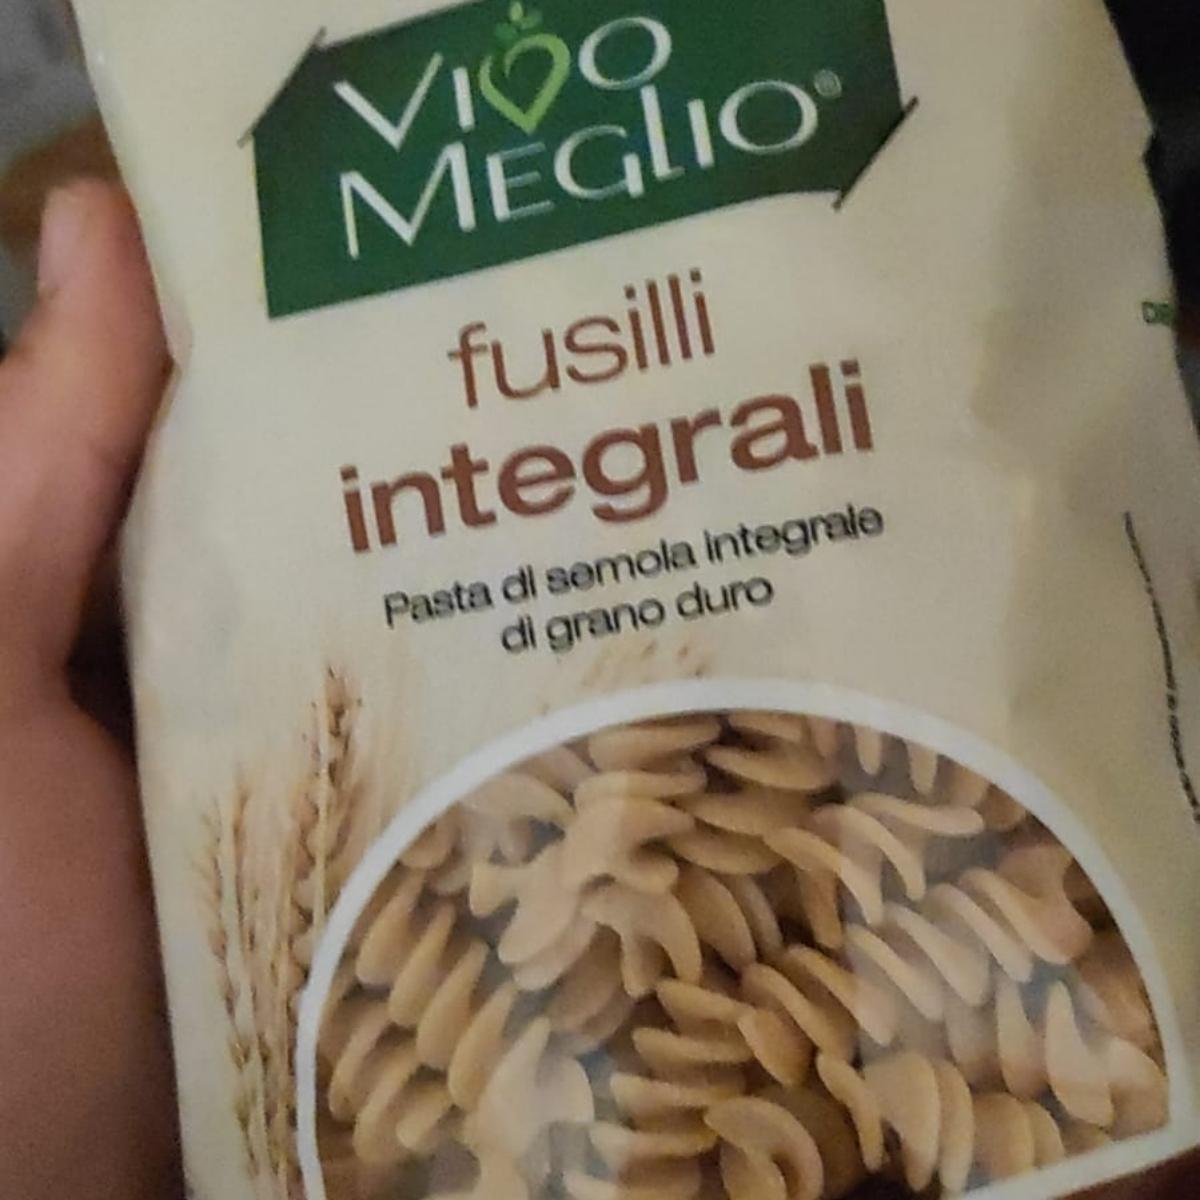 VIVO
MEGLIO®
fusilli
integrali
Pasta di semola integrale
di grano duro